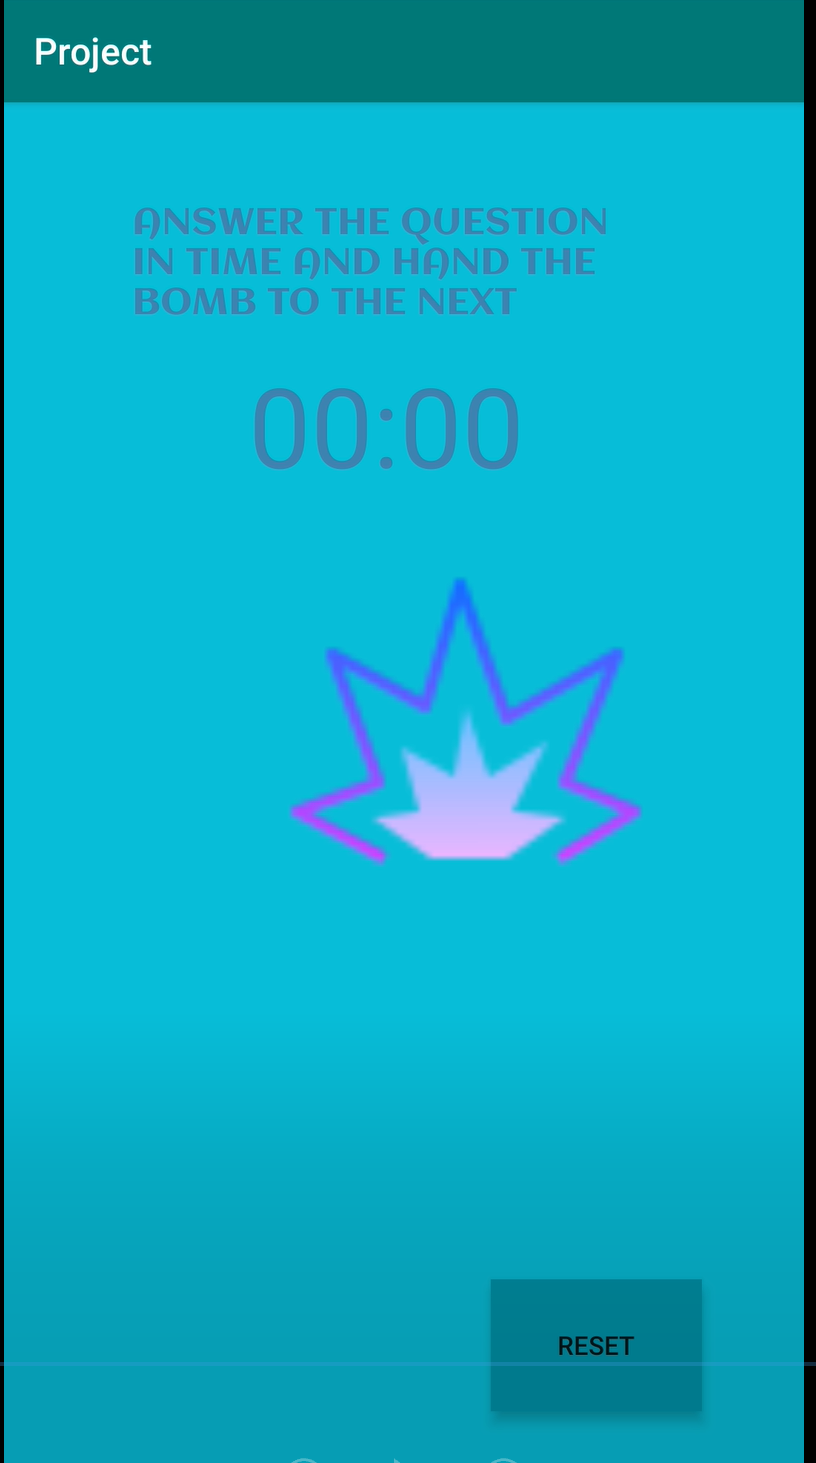 Project
ANSWER THE QUESTION
IN TIME AND HAND THE
BOMB TO THE NEXT
00:00
RESET